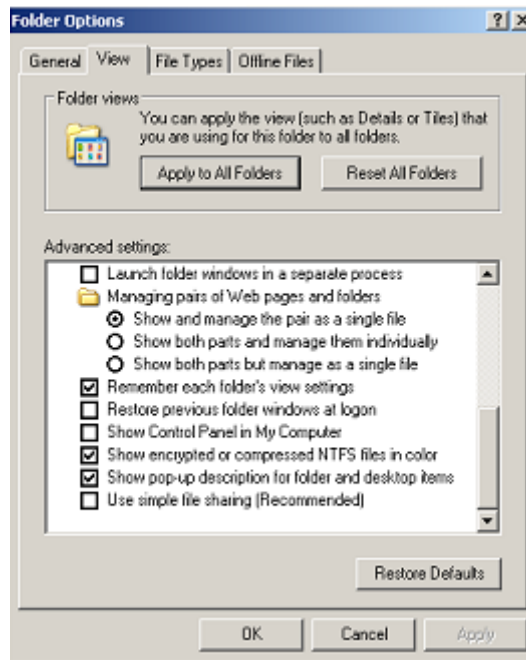 Folder Options
General View File Types Offline Files
Folder views
You can apply the view (such as Details or Tiles) that
you are using for this folder to all folders.
Apply to All Folders Reset All Folders
Advanced settings:
Launch folder windows in a separate process
Managing pairs of Web pages and folders
Show and manage the pair as a single file
Show both parts and manage them individually
Show both parts but manage as a single file
Remember each folder's view settings
Restore previous folder windows at logon
Show Control Panel in My Computer
Show encrypted or compressed NTFS files in color
Show pop-up description for folder and desktop items
Use simple file sharing (Recommended)
Restore Defaults
OK Cancel Apply